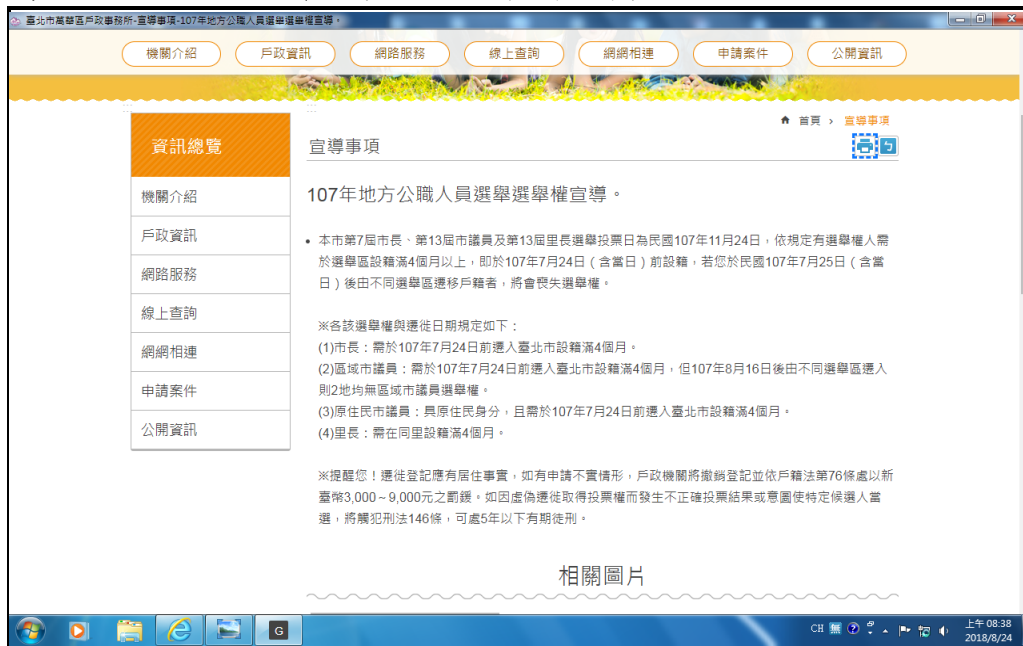 臺北市萬華區戶政事務所-宣導事項-107年地方公職人員選舉選舉權宣導。
機關介紹
戶政資訊
網路服務
線上查詢
網網相連
申請案件
公開資訊
:::
:::
首頁 › 宣導事項
資訊總覽
機關介紹
戶政資訊
網路服務
線上查詢
網網相連
申請案件
公開資訊
宣導事項
107年地方公職人員選舉選舉權宣導。
• 本市第7屆市長、第13屆市議員及第13屆里長選舉投票日為民國107年11月24日，依規定有選舉權人需
於選舉區設籍滿4個月以上，即於107年7月24日（含當日）前設籍，若您於民國107年7月25日（含當
日）後由不同選舉區遷移戶籍者，將會喪失選舉權。
※各該選舉權與遷徙日期規定如下：
(1)市長：需於107年7月24日前遷入臺北市設籍滿4個月。
(2)區域市議員：需於107年7月24日前遷入臺北市設籍滿4個月，但107年8月16日後由不同選舉區遷入
則2地均無區域市議員選舉權。
(3)原住民市議員：具原住民身分，且需於107年7月24日前遷入臺北市設籍滿4個月。
(4)里長：需在同里設籍滿4個月。
※提醒您！遷徙登記應有居住事實，如有申請不實情形，戶政機關將撤銷登記並依戶籍法第76條處以新
臺幣3,000～9,000元之罰鍰。如因虛偽遷徙取得投票權而發生不正確投票結果或意圖使特定候選人當
選，將觸犯刑法146條，可處5年以下有期徒刑。
相關圖片
G
CH
上午 08:38
2018/8/24